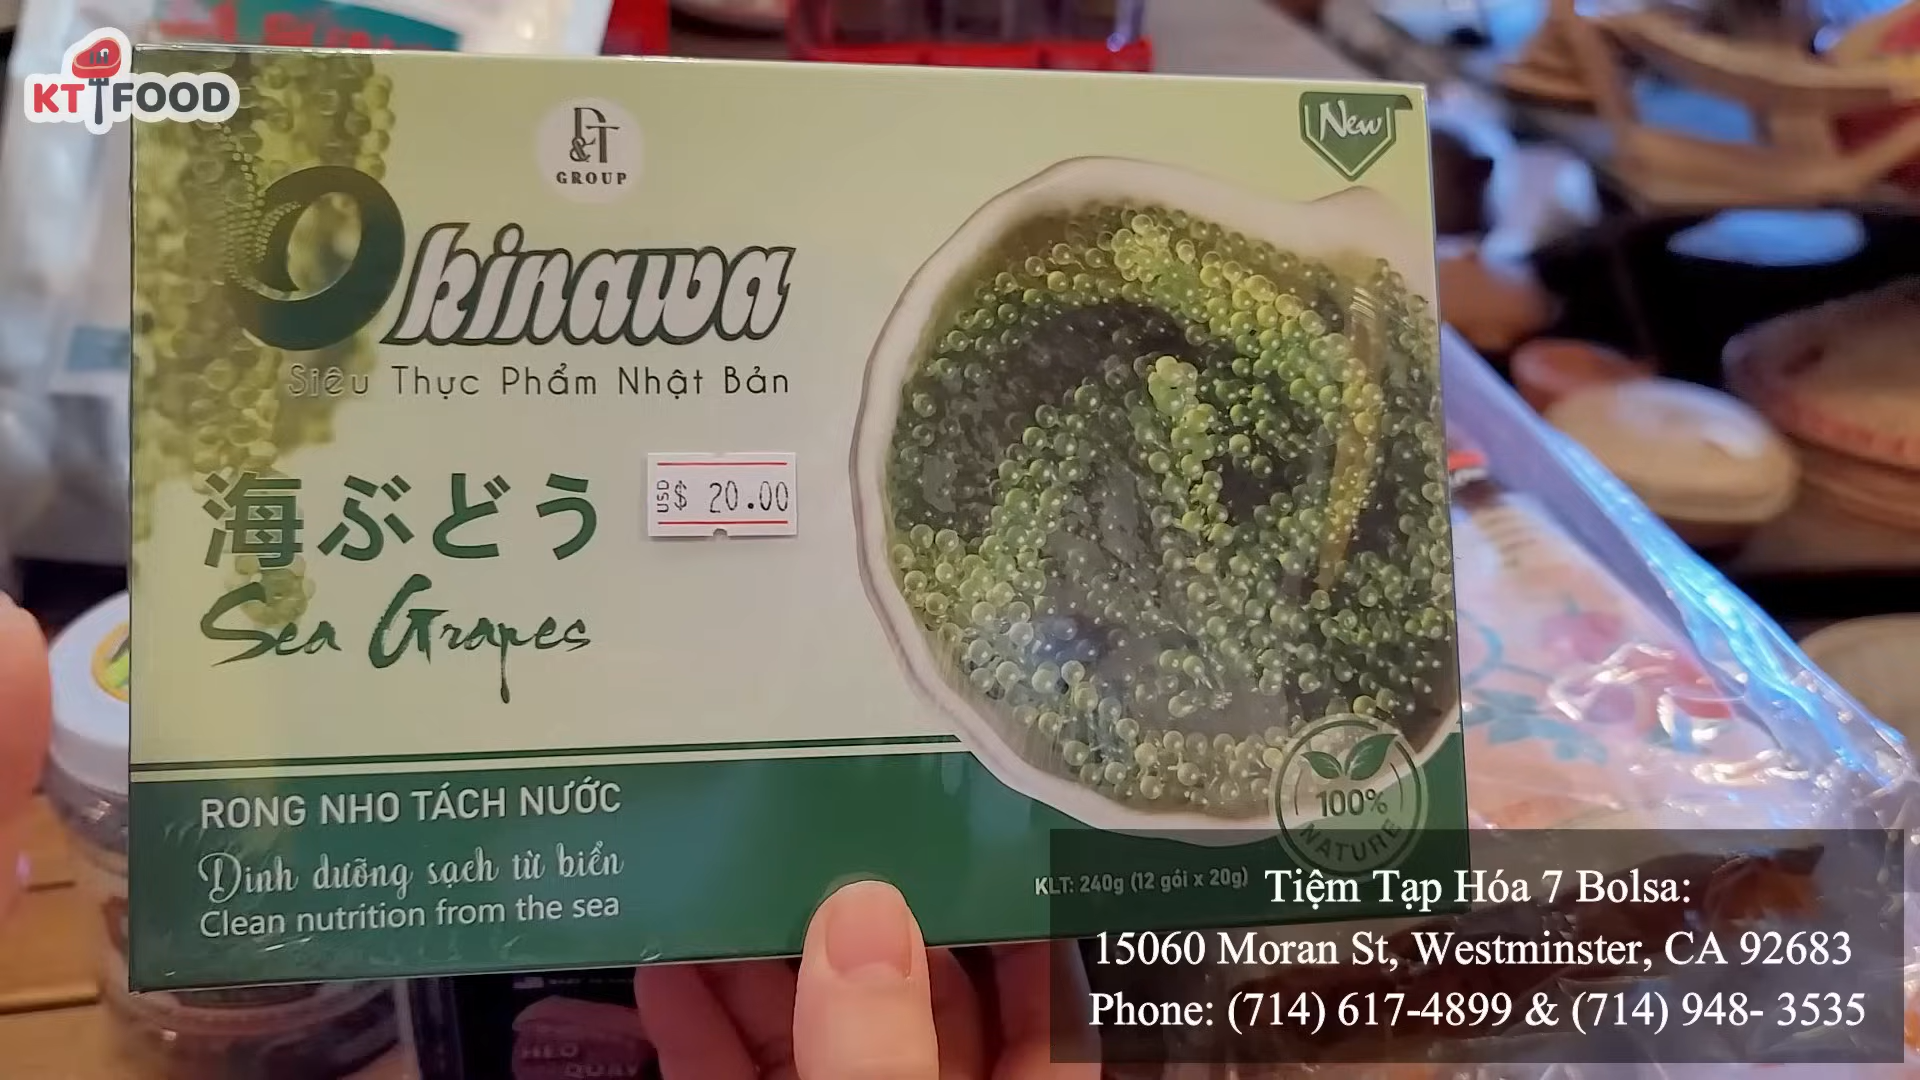 KT FOOD
D&T
GROUP
New
Okinawa
Siêu Thực Phẩm Nhật Bản
海ぶどう
USD $ 20.00
Sea Grapes
RONG NHO TÁCH NƯỚC
Dinh dưỡng sạch từ biển
Clean nutrition from the sea
100%
NATURE
KLT: 240g (12 gói x 20g)
Tiệm Tạp Hóa 7 Bolsa:
15060 Moran St, Westminster, CA 92683
Phone: (714) 617-4899 & (714) 948- 3535
HEO
QUAY